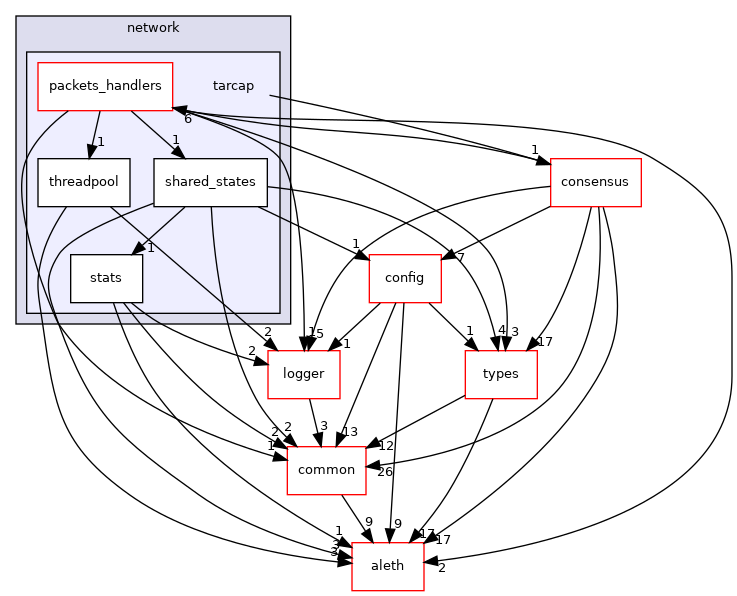 network
packets_handlers
tarcap
6
1
1
1
threadpool
shared_states
consensus
1
1
7
stats
config
2
15
1
1
4
3
17
2
logger
types
2
2
3
13
12
1
26
common
1
9
9
17
17
3
3
2
aleth